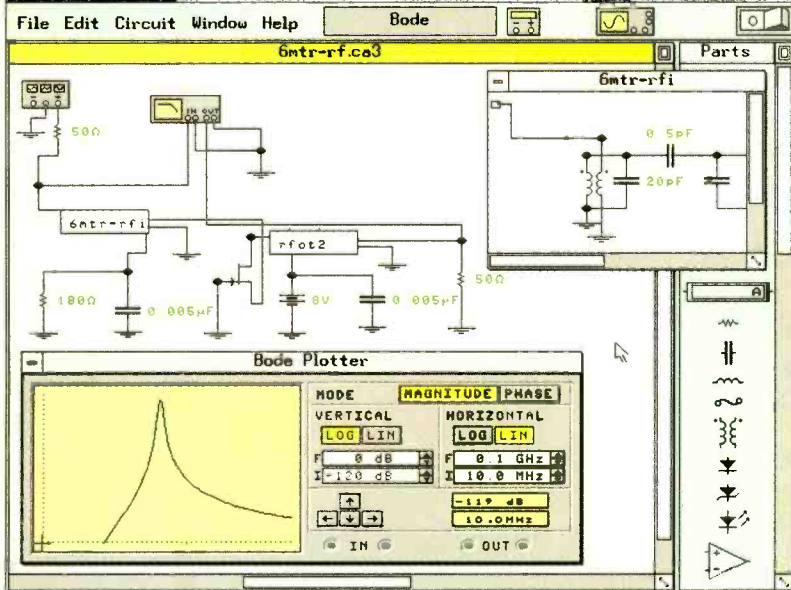 File Edit Circuit Window Help Bode
6mtr-rf.ca3
Parts
6mtr-rfi
0 5pF
20pF
50Ω
IN OUT
6mtr-rfi
rfot2
180Ω
0 005µF
8V
0 005µF
50Ω
A
Bode Plotter
MODE MAGNITUDE PHASE
VERTICAL HORIZONTAL
LOG LIN LOG LIN
F 0 dB F 0.1 GHz
I -120 dB I 10.0 MHz
-119 dB
10.0MHz
IN OUT